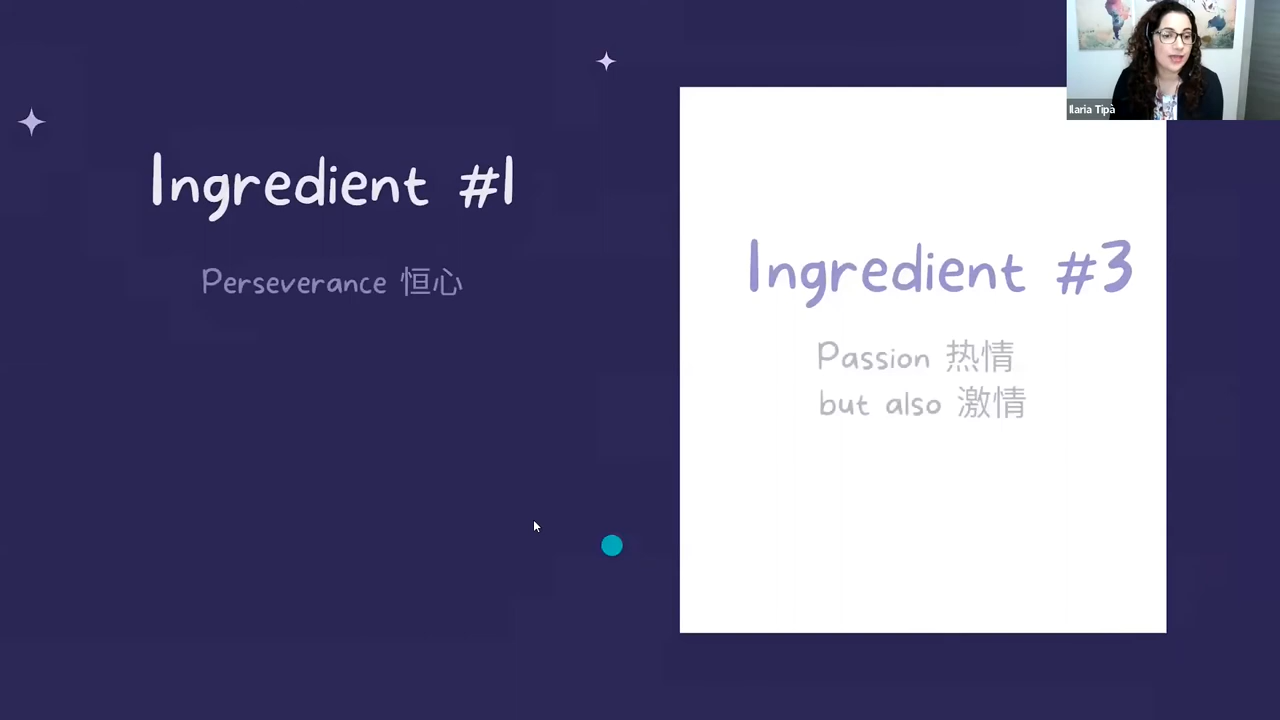 Ingredient #1
Perseverance 恒心
Ingredient #3
Passion 热情
but also 激情
Ilaria Tipà